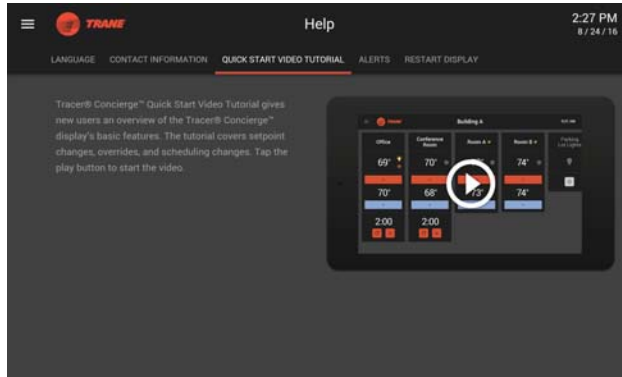 TRANE
Help
2:27 PM
8 / 24 / 16
LANGUAGE CONTACT INFORMATION QUICK START VIDEO TUTORIAL ALERTS RESTART DISPLAY
Tracer® Concierge™ Quick Start Video Tutorial gives
new users an overview of the Tracer® Concierge™
display's basic features. The tutorial covers setpoint
changes, overrides, and scheduling changes. Tap the
play button to start the video.
TRANE
Building A
Office
Conference
Room
Room A
Room B
Parking
Lot Lights
69° 70° 74°
70° 68° 73° 74°
2:00 2:00